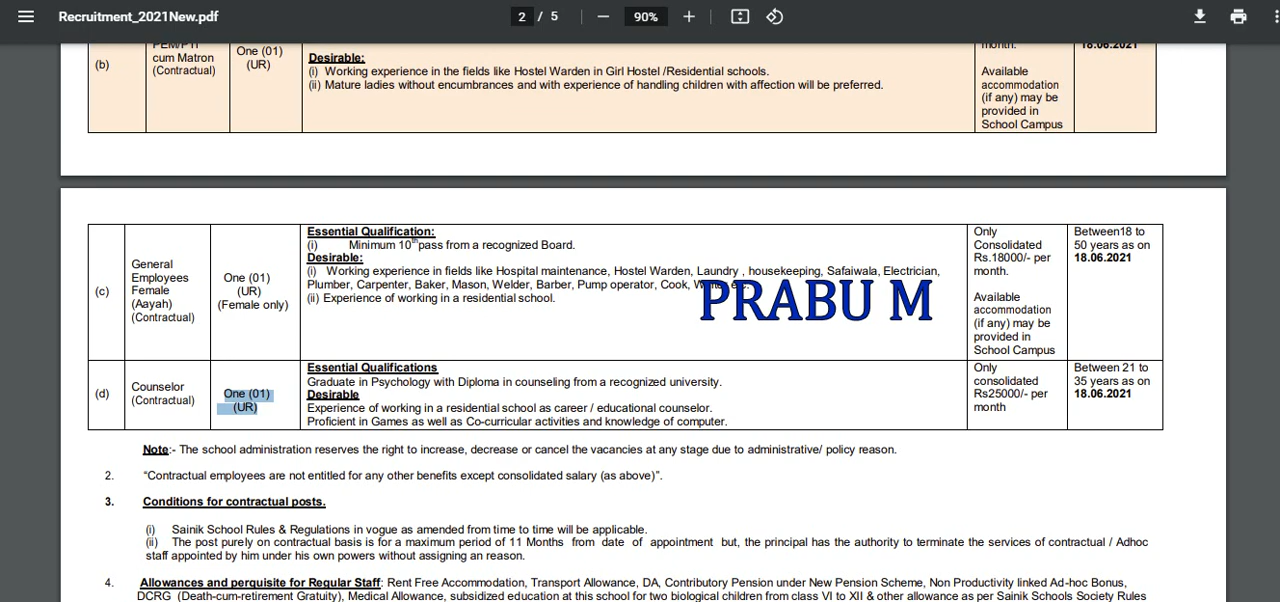 Recruitment_2021New.pdf
2 / 5
90%
(b)
PEM/PTI
cum Matron
(Contractual)
One (01)
(UR)
Desirable:
(i) Working experience in the fields like Hostel Warden in Girl Hostel /Residential schools.
(ii) Mature ladies without encumbrances and with experience of handling children with affection will be preferred.
month.
Available
accommodation
(if any) may be
provided in
School Campus
18.06.2021
(c)
General
Employees
Female
(Aayah)
(Contractual)
One (01)
(UR)
(Female only)
Essential Qualification:
(i) Minimum 10th pass from a recognized Board.
Desirable:
(i) Working experience in fields like Hospital maintenance, Hostel Warden, Laundry , housekeeping, Safaiwala, Electrician,
Plumber, Carpenter, Baker, Mason, Welder, Barber, Pump operator, Cook,
(ii) Experience of working in a residential school.
PRABU M
Only
Consolidated
Rs.18000/- per
month.
Available
accommodation
(if any) may be
provided in
School Campus
Between18 to
50 years as on
18.06.2021
(d)
Counselor
(Contractual)
One (01)
(UR)
Essential Qualifications
Graduate in Psychology with Diploma in counseling from a recognized university.
Desirable
Experience of working in a residential school as career / educational counselor.
Proficient in Games as well as Co-curricular activities and knowledge of computer.
Only
consolidated
Rs25000/- per
month
Between 21 to
35 years as on
18.06.2021
Note:- The school administration reserves the right to increase, decrease or cancel the vacancies at any stage due to administrative/ policy reason.
2. “Contractual employees are not entitled for any other benefits except consolidated salary (as above)”.
3. Conditions for contractual posts.
(i) Sainik School Rules & Regulations in vogue as amended from time to time will be applicable.
(ii) The post purely on contractual basis is for a maximum period of 11 Months from date of appointment but, the principal has the authority to terminate the services of contractual / Adhoc
staff appointed by him under his own powers without assigning an reason.
4. Allowances and perquisite for Regular Staff: Rent Free Accommodation, Transport Allowance, DA, Contributory Pension under New Pension Scheme, Non Productivity linked Ad-hoc Bonus,
DCRG (Death-cum-retirement Gratuity), Medical Allowance, subsidized education at this school for two biological children from class VI to XII & other allowance as per Sainik Schools Society Rules